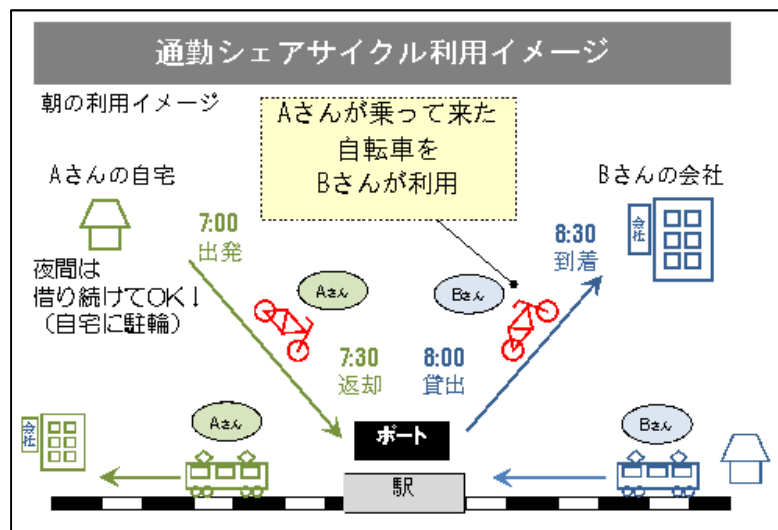 通勤シェアサイクル利用イメージ
朝の利用イメージ
Aさんが乗って来た
自転車を
Bさんが利用
Aさんの自宅
Bさんの会社
7:00
出発
会社
8:30
到着
夜間は
借り続けてOK!
(自宅に駐輪)
Aさん
Bさん
7:30
返却
8:00
貸出
会社
Aさん
ポート
Bさん
駅